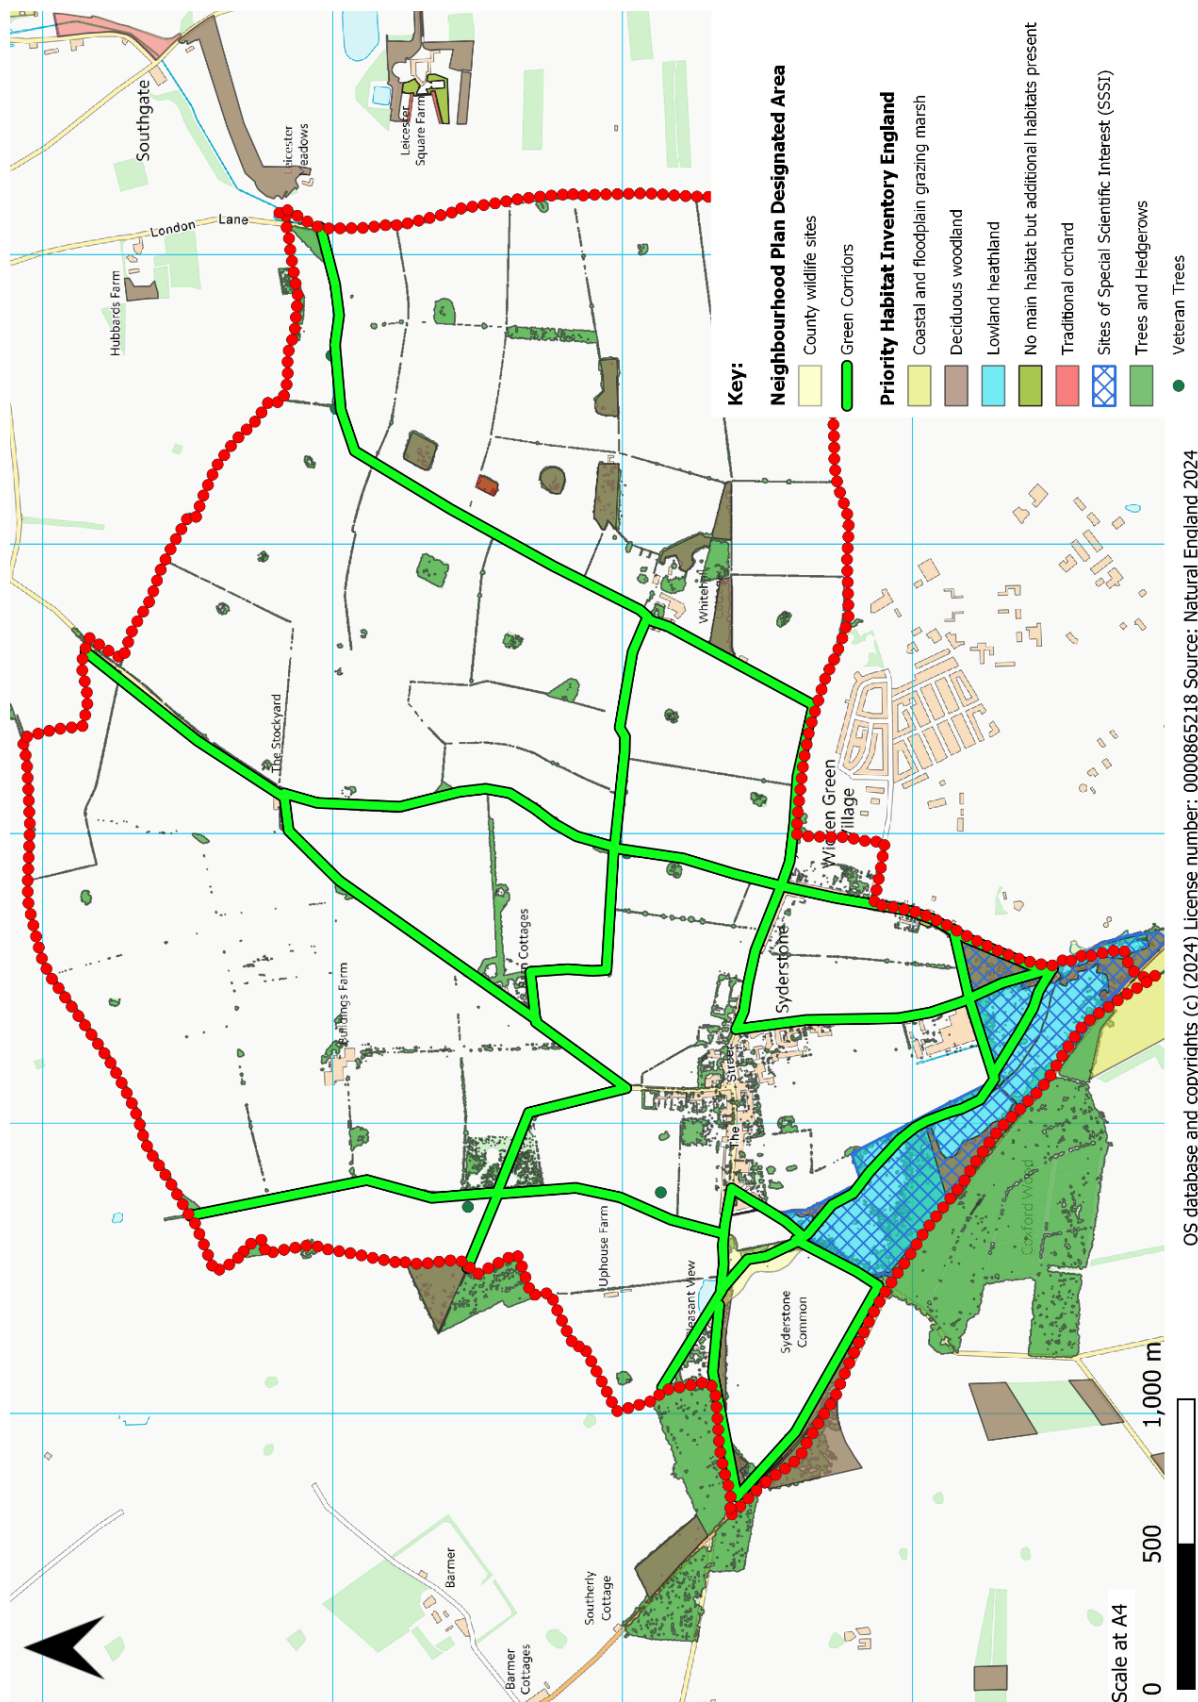 Southgate
Leicester
Meadows
Leicester
Square Farm
London Lane
Hubbards Farm
The Stockyard
Buildings Farm
Cottages
Whitehall
Wicken Green
Village
Syderstone
The Street
Uphouse Farm
Pleasant View
Syderstone
Common
Coxford Wood
Barmer
Barmer
Cottages
Southerly
Cottage
Key:
Neighbourhood Plan Designated Area
County wildlife sites
Green Corridors
Priority Habitat Inventory England
Coastal and floodplain grazing marsh
Deciduous woodland
Lowland heathland
No main habitat but additional habitats present
Traditional orchard
Sites of Special Scientific Interest (SSSI)
Trees and Hedgerows
Veteran Trees
Scale at A4
0 500 1,000 m
OS database and copyrights (c) (2024) License number: 0000865218 Source: Natural England 2024